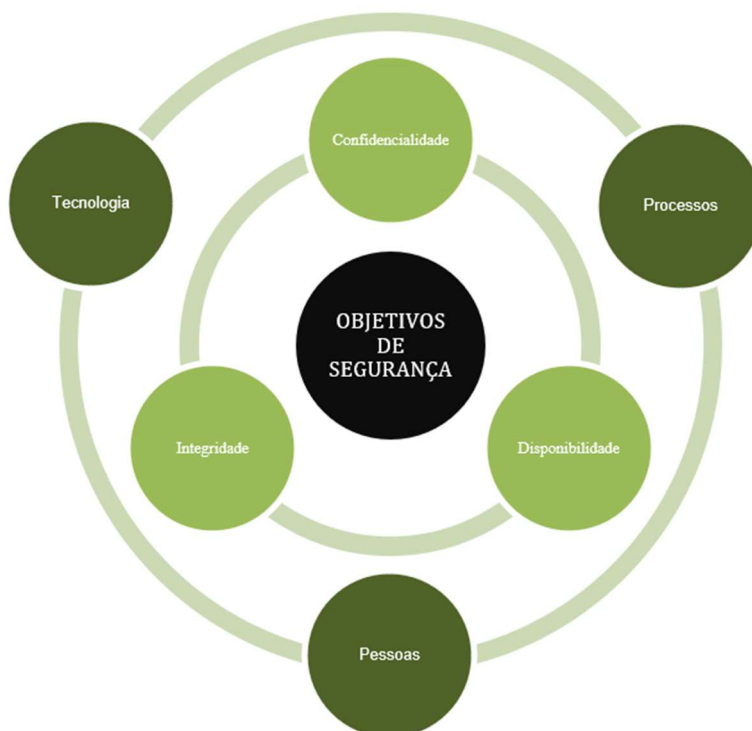 Confidencialidade
Tecnologia
Processos
OBJETIVOS
DE
SEGURANÇA
Integridade
Disponibilidade
Pessoas